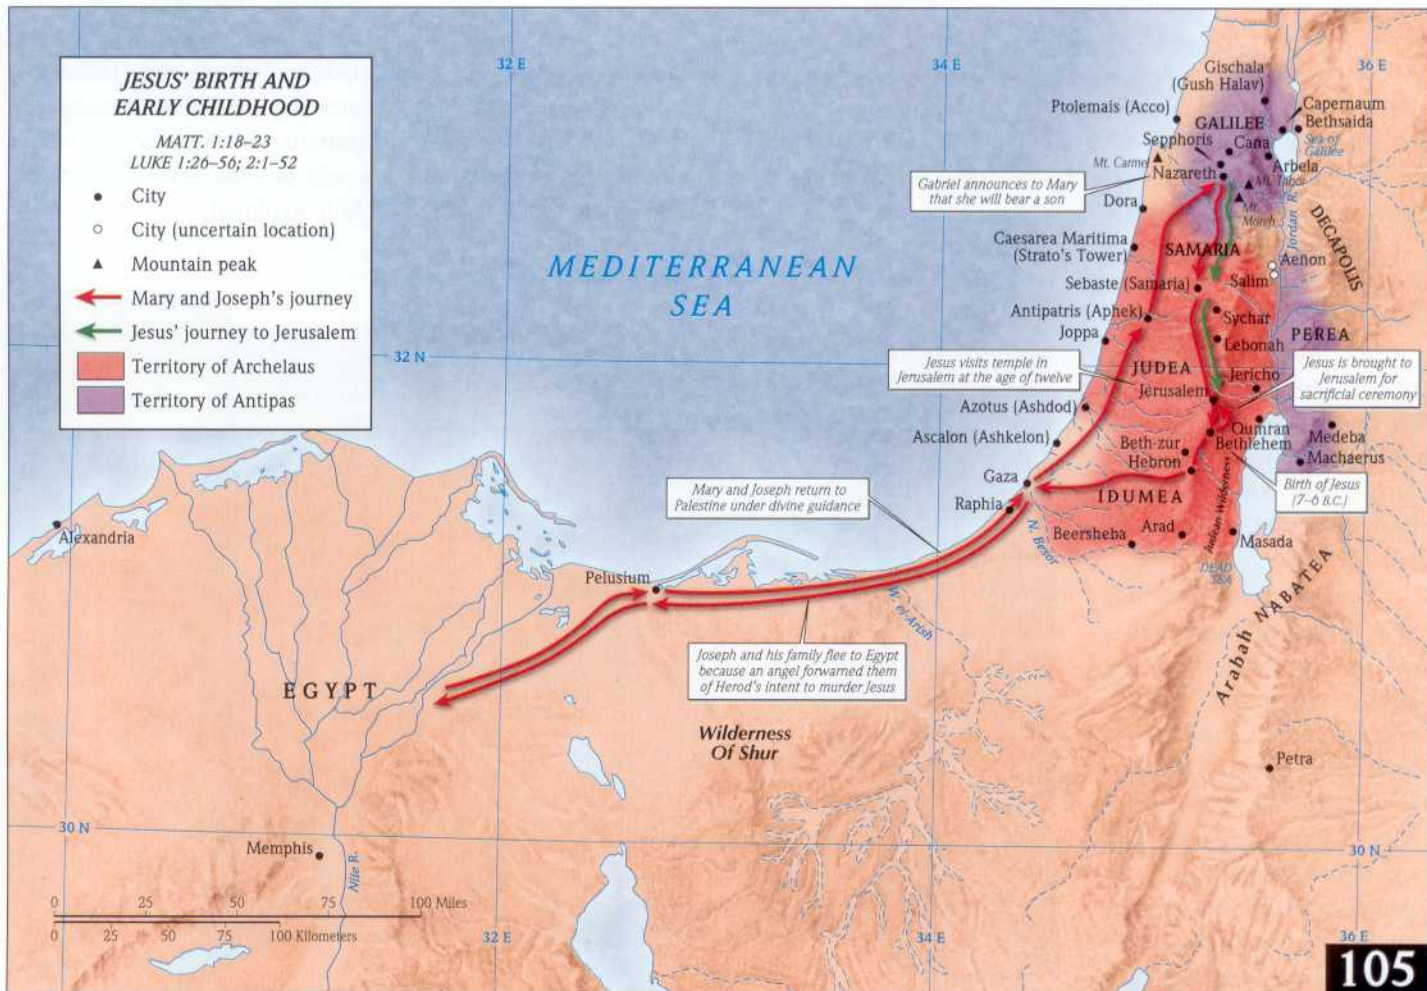 JESUS' BIRTH AND
EARLY CHILDHOOD
MATT. 1:18–23
LUKE 1:26–56; 2:1–52
City
City (uncertain location)
Mountain peak
Mary and Joseph's journey
Jesus' journey to Jerusalem
Territory of Archelaus
Territory of Antipas
32 E
34 E
36 E
Gischala
(Gush Halav)
Ptolemais (Acco)
Capernaum
Bethsaida
GALILEE
Sea of
Galilee
Sepphoris
Cana
Arbela
Mt. Carmel
Nazareth
Mt. Tabor
Gabriel announces to Mary
that she will bear a son
Mt.
Moreh
Jordan R.
DECAPOLIS
Dora
Caesarea Maritima
(Strato's Tower)
SAMARIA
Aenon
Salim
Sebaste (Samaria)
MEDITERRANEAN
SEA
Antipatris (Aphek)
Sychar
Joppa
Lebonah
PEREA
32 N
Jesus visits temple in
Jerusalem at the age of twelve
JUDEA
Jericho
Jesus is brought to
Jerusalem for
sacrificial ceremony
Jerusalem
Azotus (Ashdod)
Qumran
Ascalon (Ashkelon)
Bethlehem
Medeba
Beth-zur
Machaerus
Hebron
Gaza
IDUMEA
Birth of Jesus
(7–6 B.C.)
Mary and Joseph return to
Palestine under divine guidance
Raphia
Judean Wilderness
N. Besor
Beersheba
Arad
Masada
DEAD
SEA
Alexandria
Pelusium
W. el-Arish
Arabah
NABATEA
Joseph and his family flee to Egypt
because an angel forwarned them
of Herod's intent to murder Jesus
EGYPT
Wilderness
Of Shur
Petra
30 N
30 N
Memphis
Nile R.
0 25 50 75 100 Miles
0 25 50 75 100 Kilometers
32 E
34 E
36 E
105